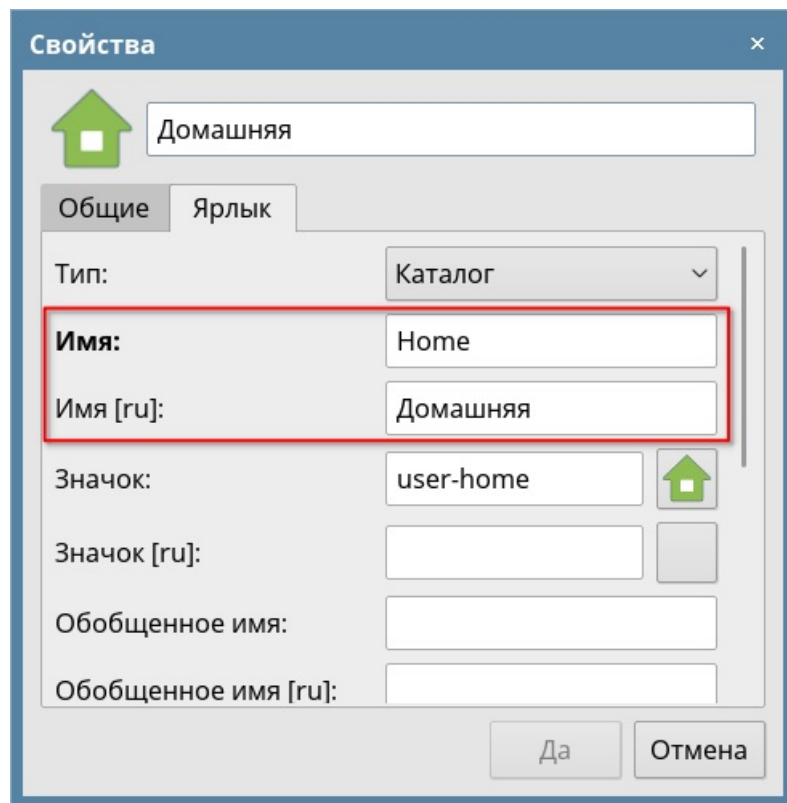 Свойства
Домашняя
Общие Ярлык
Тип: Каталог
Имя: Home
Имя [ru]: Домашняя
Значок: user-home
Значок [ru]:
Обобщенное имя:
Обобщенное имя [ru]:
Да Отмена